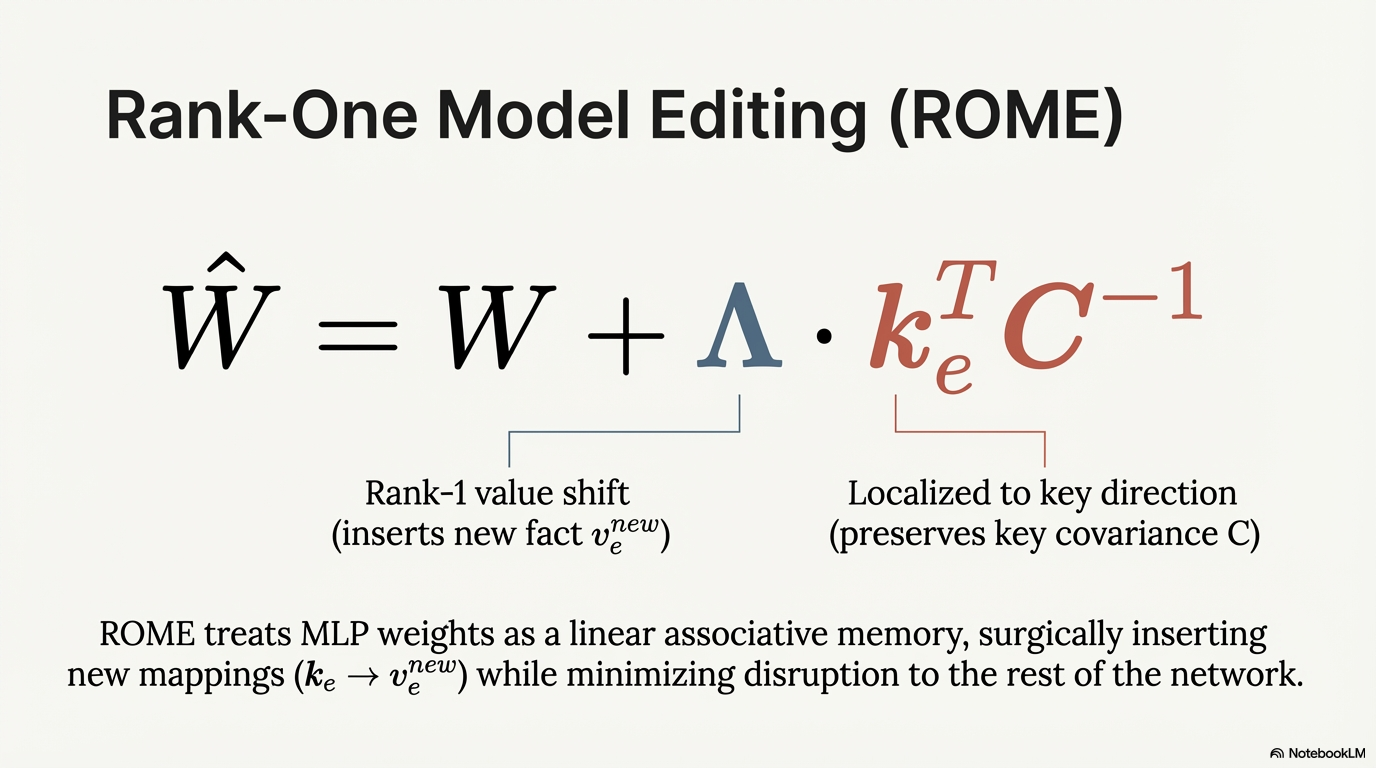 Rank-One Model Editing (ROME)
Ŵ = W + Λ · k_e^T C^{-1}
Rank-1 value shift
(inserts new fact v_e^{new})
Localized to key direction
(preserves key covariance C)
ROME treats MLP weights as a linear associative memory, surgically inserting
new mappings (k_e → v_e^{new}) while minimizing disruption to the rest of the network.
NotebookLM